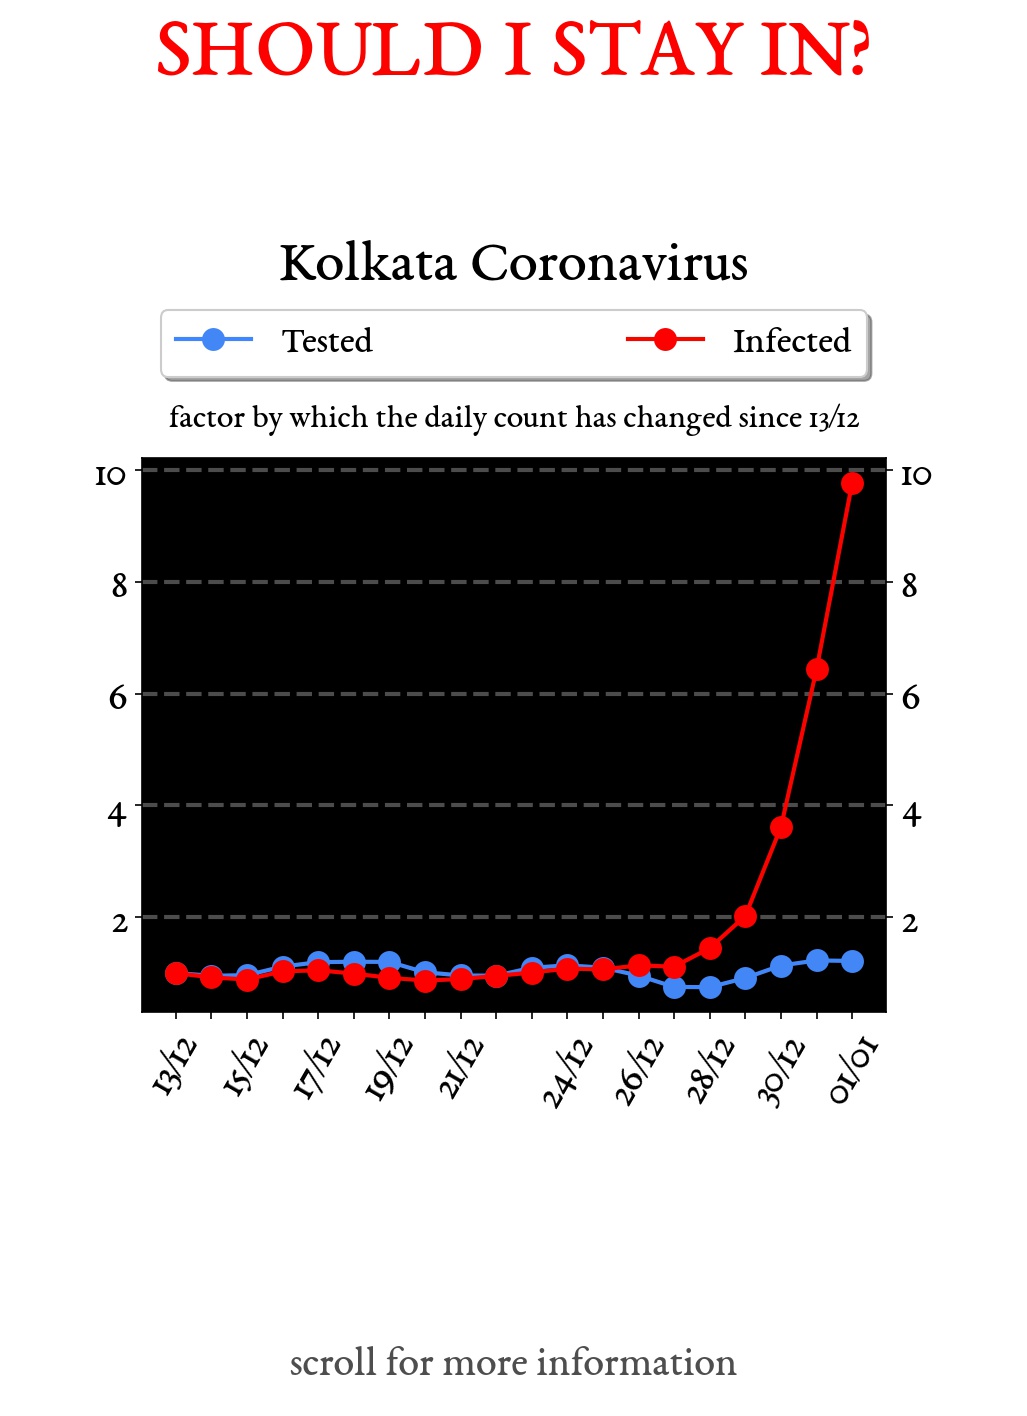 SHOULD I STAY IN?
Kolkata Coronavirus
Tested Infected
factor by which the daily count has changed since 13/12
10 10
8 8
6 6
4 4
2 2
13/12 15/12 17/12 19/12 21/12 24/12 26/12 28/12 30/12 01/01
scroll for more information